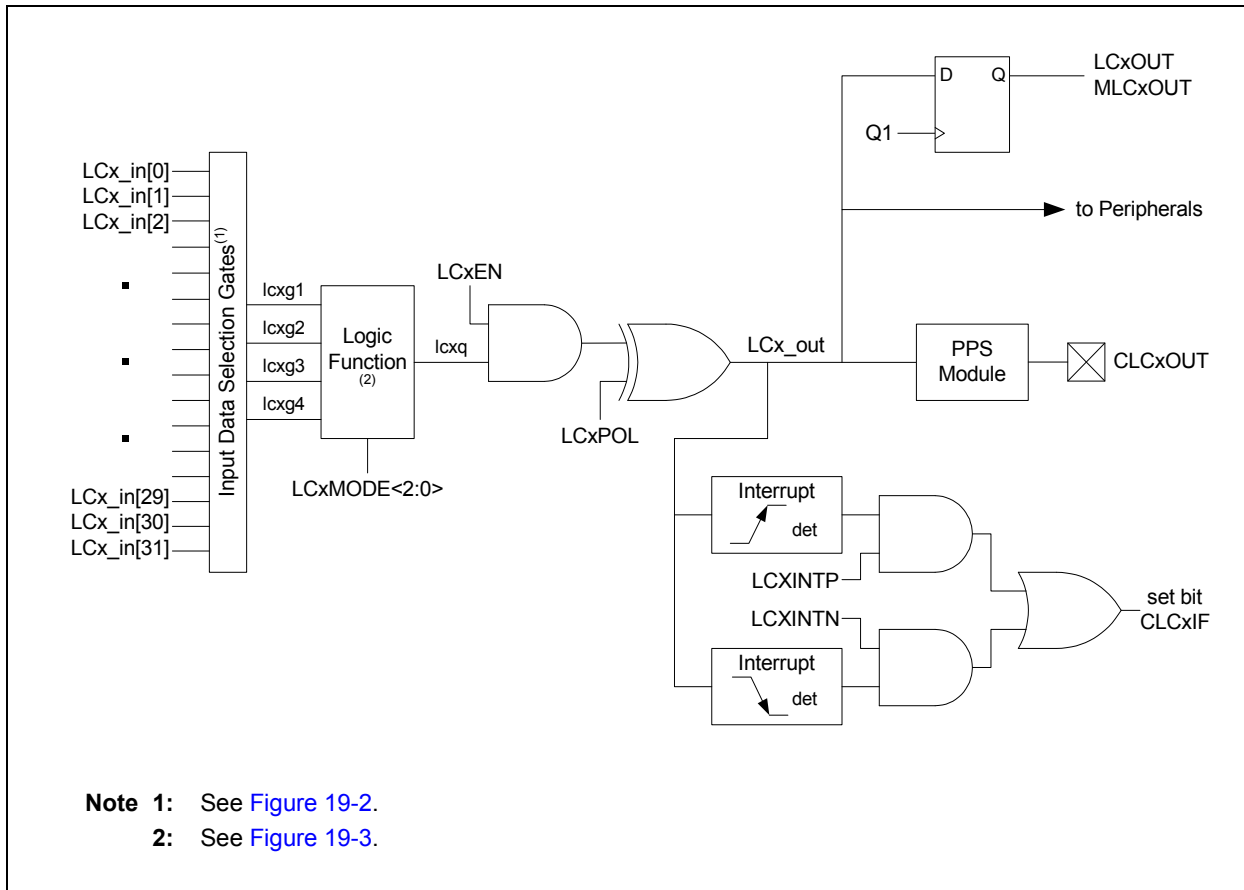 LCxOUT
MLCxOUT
D Q
Q1
to Peripherals
LCx_in[0]
LCx_in[1]
LCx_in[2]
LCx_in[29]
LCx_in[30]
LCx_in[31]
Input Data Selection Gates(1)
lcxg1
lcxg2
lcxg3
lcxg4
Logic
Function
(2)
LCxMODE<2:0>
lcxq
LCxEN
LCxPOL
LCx_out
PPS
Module
CLCxOUT
Interrupt
det
LCXINTP
LCXINTN
Interrupt
det
set bit
CLCxIF
Note 1: See Figure 19-2.
2: See Figure 19-3.